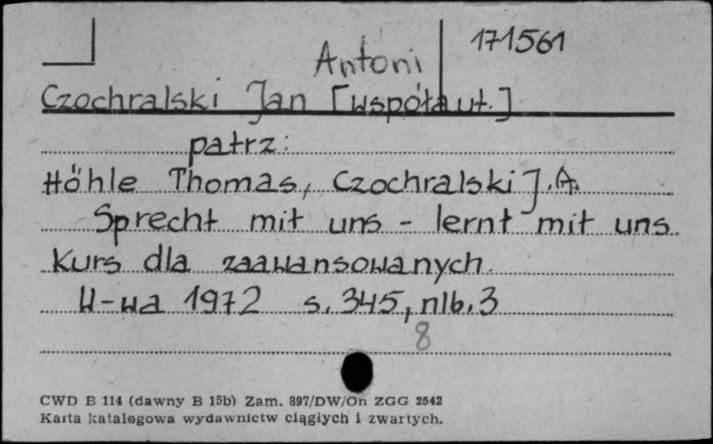 Antoni 171561
Czochralski Jan [współaut.]
patrz:
Höhle Thomas, Czochralski J.A.
Sprecht mit uns - lernt mit uns.
Kurs dla zaawansowanych.
W-wa 1972 s. 345, nlb. 3
8
CWD B 114 (dawny B 15b) Zam. 897/DW/On ZGG 2542
Karta katalogowa wydawnictw ciągłych i zwartych.